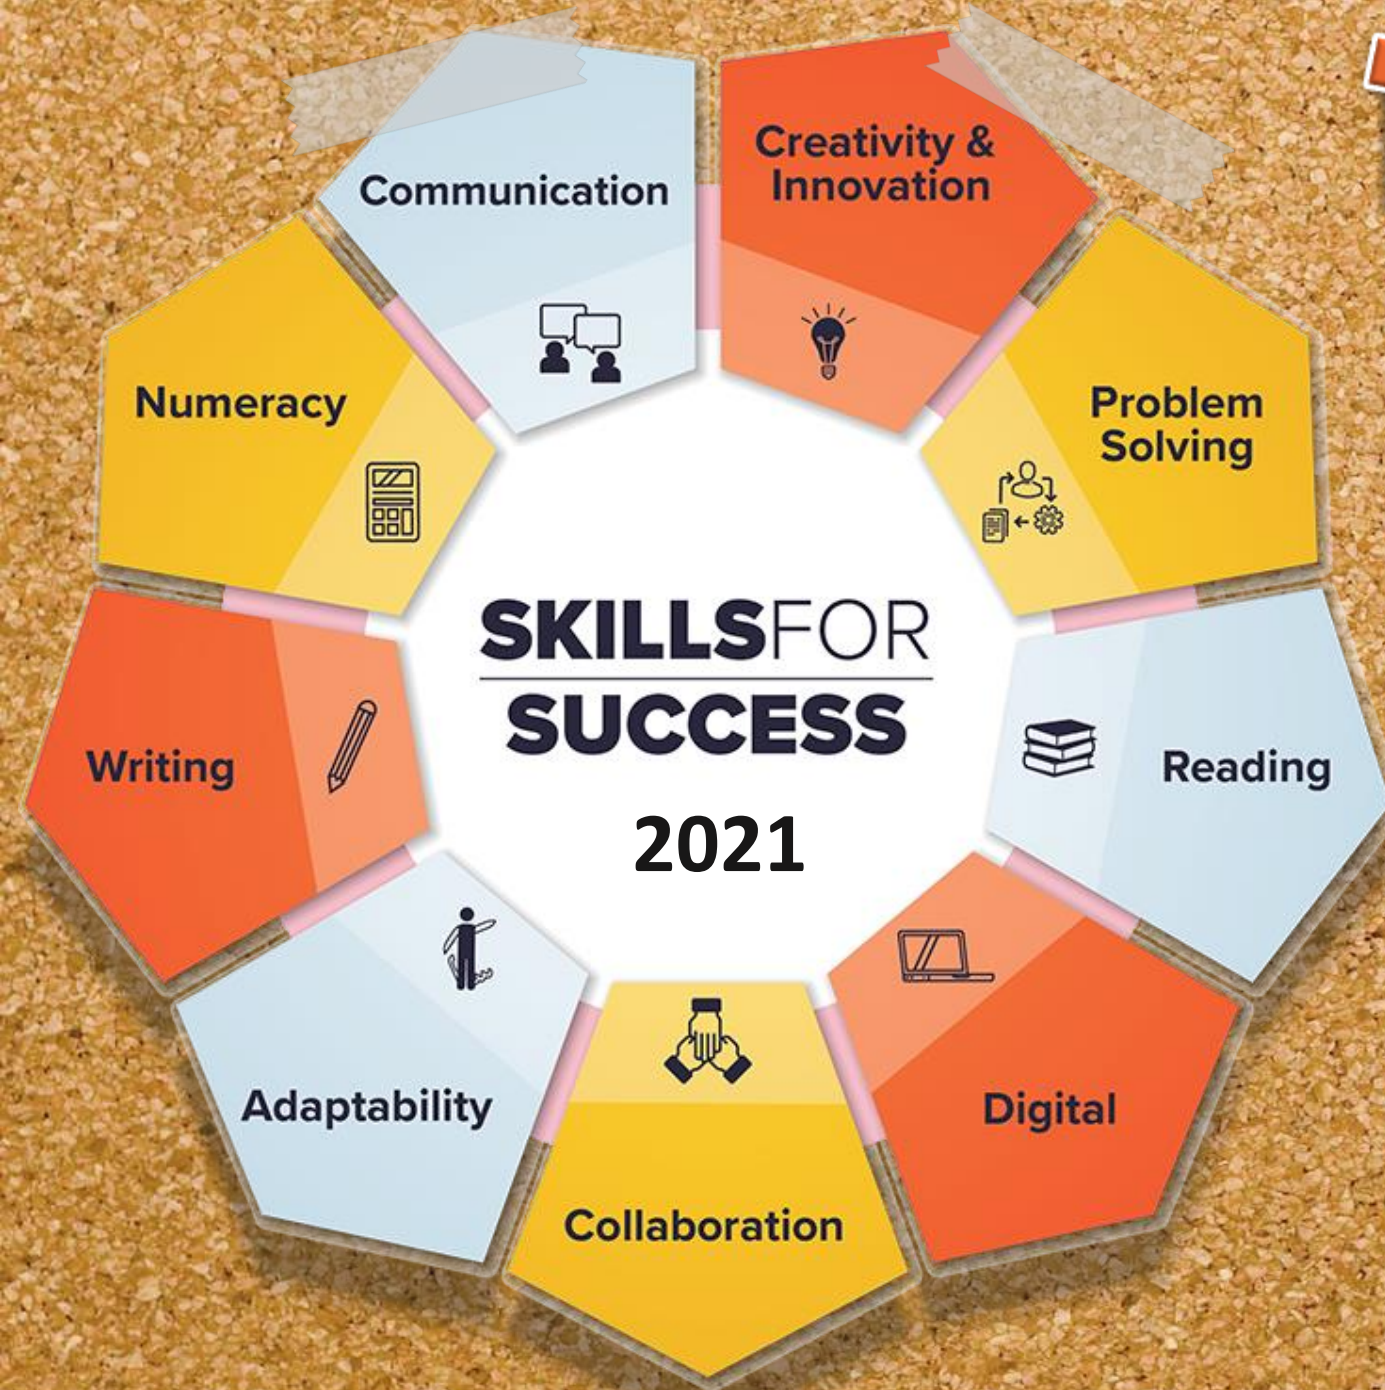 Communication
Creativity &
Innovation
Numeracy
Problem
Solving
SKILLSFOR
SUCCESS
2021
Writing
Reading
Adaptability
Digital
Collaboration